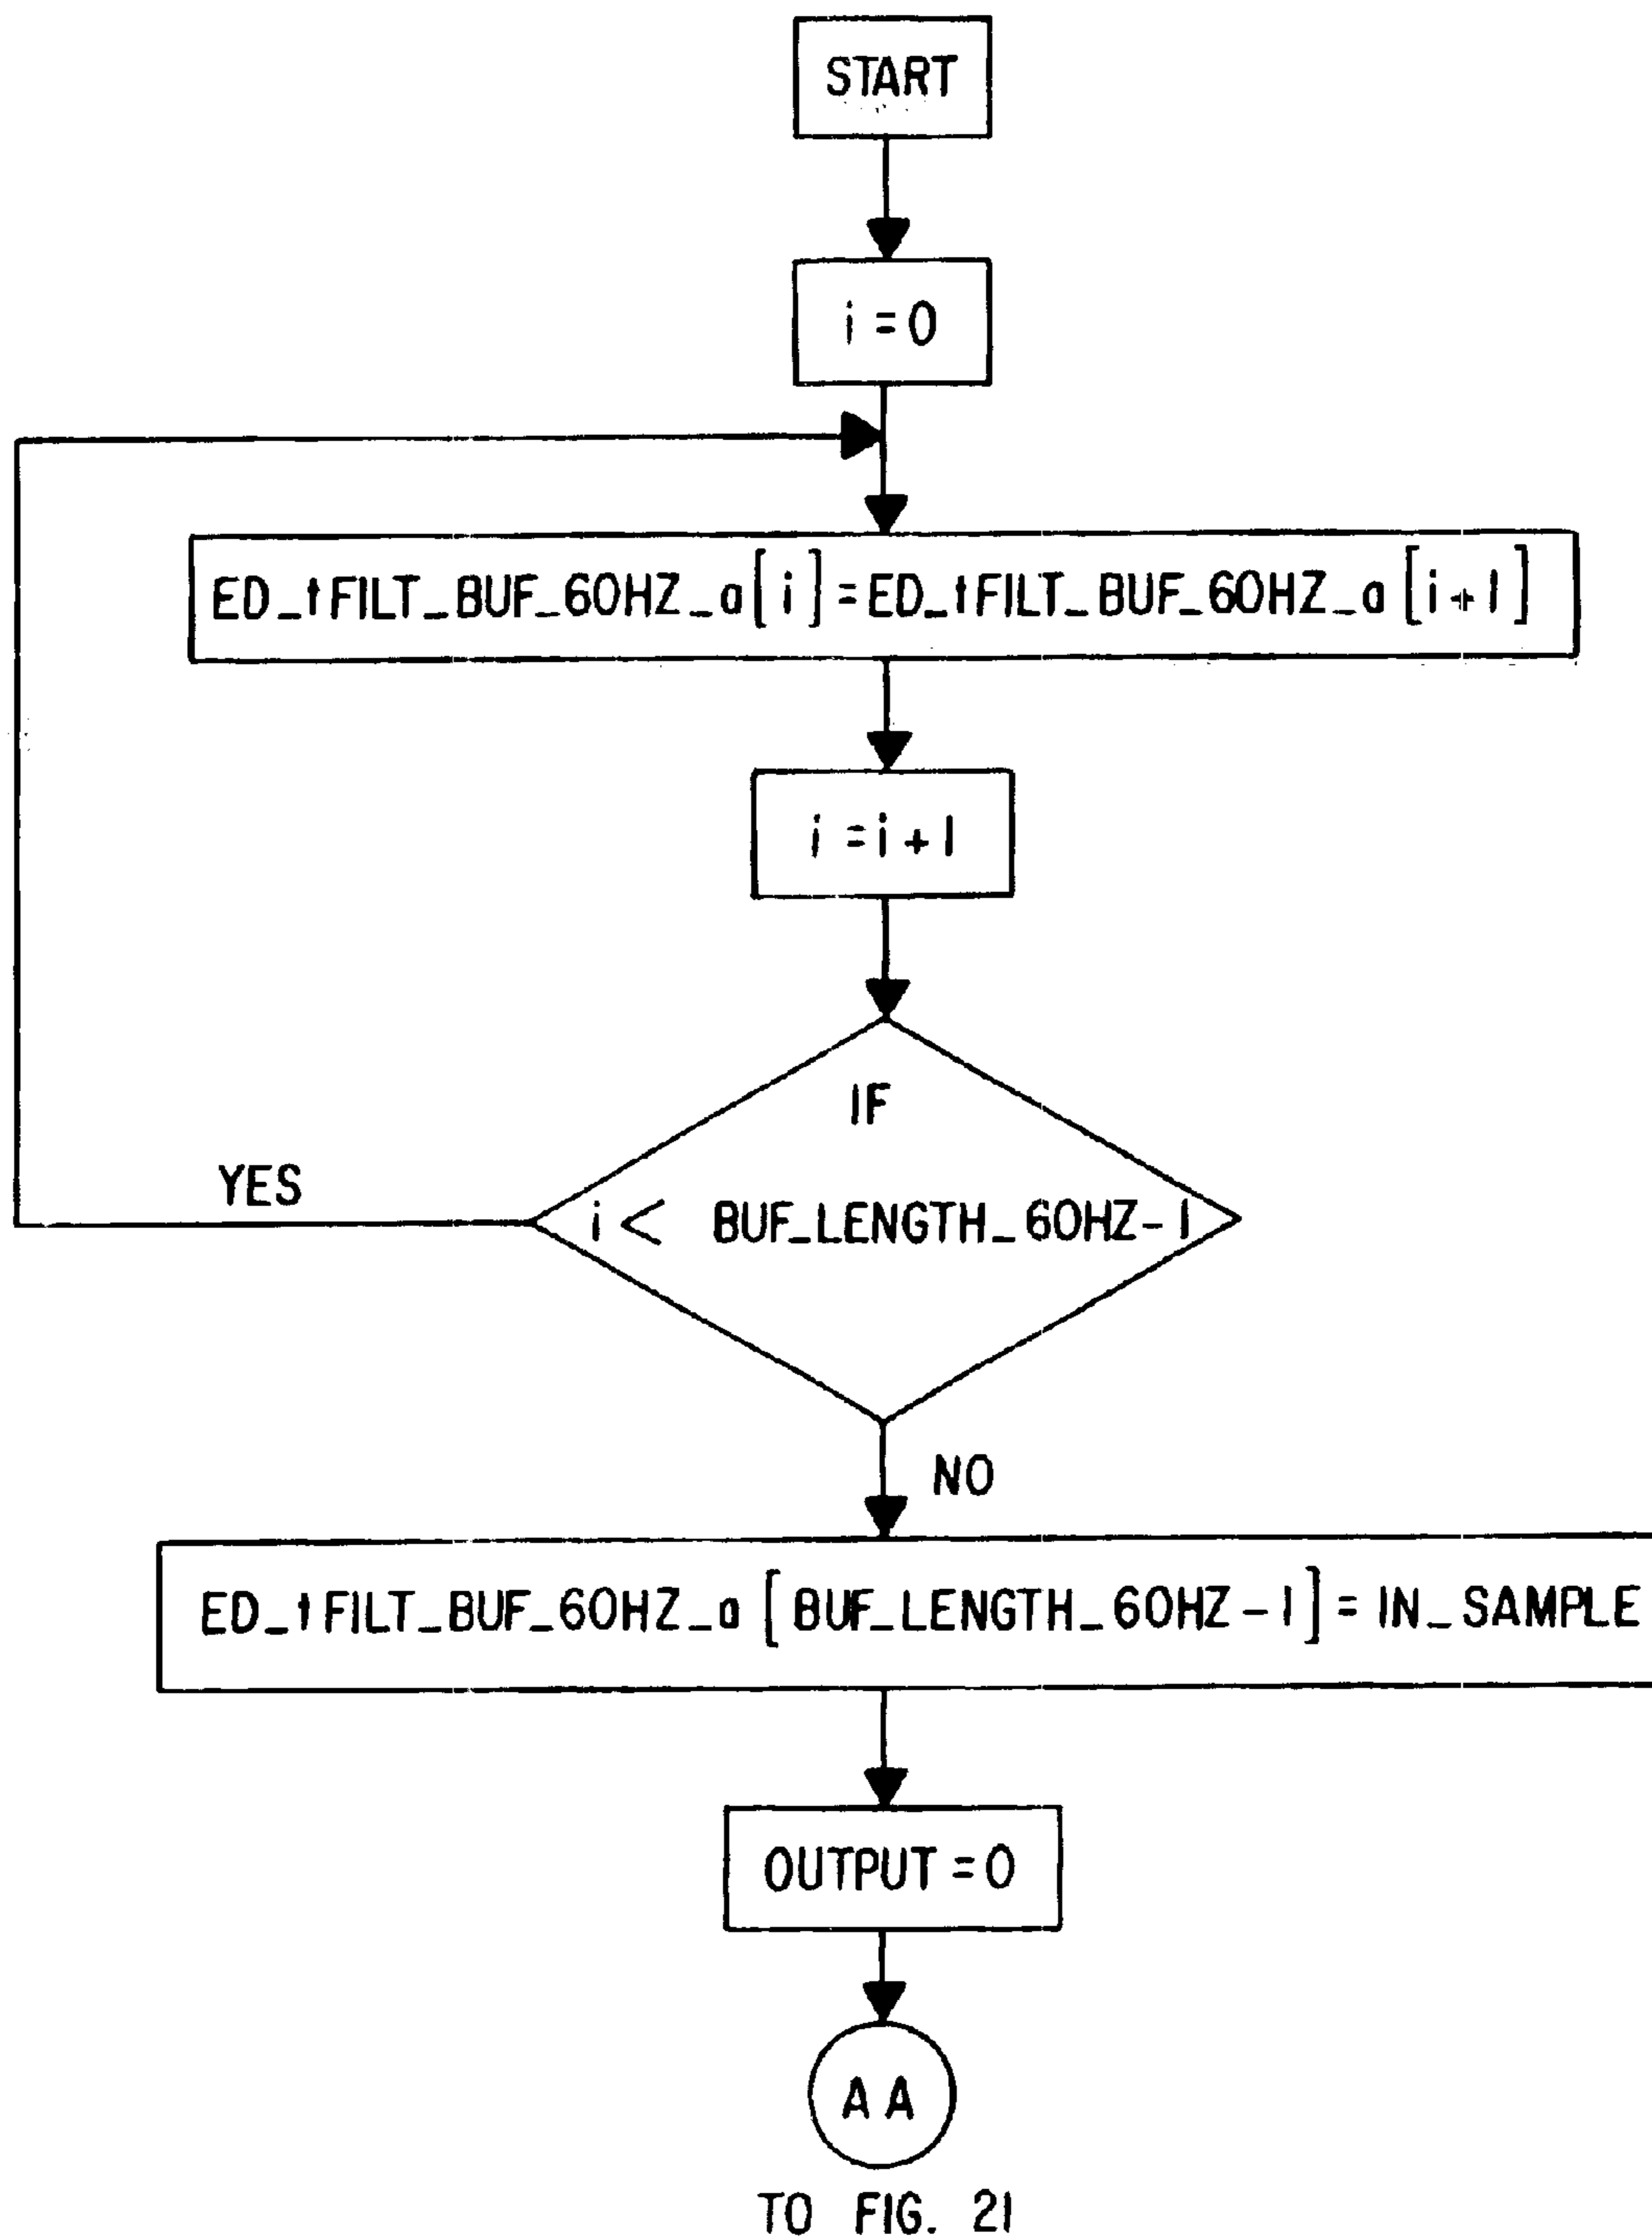 START
i = 0
ED_tFILT_BUF_60HZ_a[i] = ED_tFILT_BUF_60HZ_a[i+1]
i = i + 1
IF
i < BUF_LENGTH_60HZ-1
YES
NO
ED_tFILT_BUF_60HZ_a[BUF_LENGTH_60HZ-1] = IN_SAMPLE
OUTPUT = 0
AA
TO FIG. 21